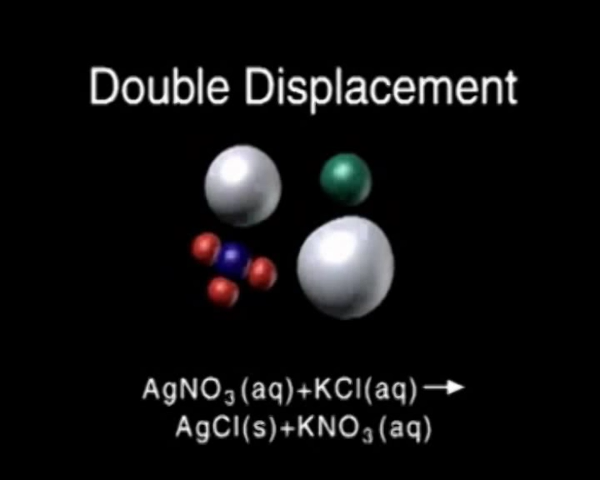 Double Displacement
AgNO₃(aq)+KCl(aq)→
AgCl(s)+KNO₃(aq)